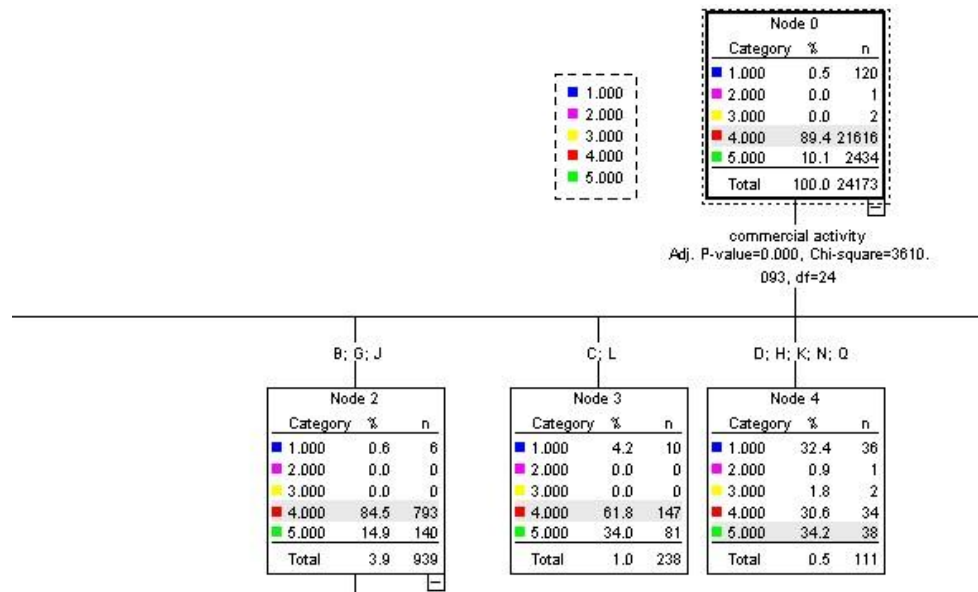 Node 0
Category % n
1.000 0.5 120
2.000 0.0 1
3.000 0.0 2
4.000 89.4 21616
5.000 10.1 2434
Total 100.0 24173
1.000
2.000
3.000
4.000
5.000
commercial activity
Adj. P-value=0.000, Chi-square=3610.
093, df=24
B; G; J
C; L
D; H; K; N; Q
Node 2
Category % n
1.000 0.6 6
2.000 0.0 0
3.000 0.0 0
4.000 84.5 793
5.000 14.9 140
Total 3.9 939
Node 3
Category % n
1.000 4.2 10
2.000 0.0 0
3.000 0.0 0
4.000 61.8 147
5.000 34.0 81
Total 1.0 238
Node 4
Category % n
1.000 32.4 36
2.000 0.9 1
3.000 1.8 2
4.000 30.6 34
5.000 34.2 38
Total 0.5 111